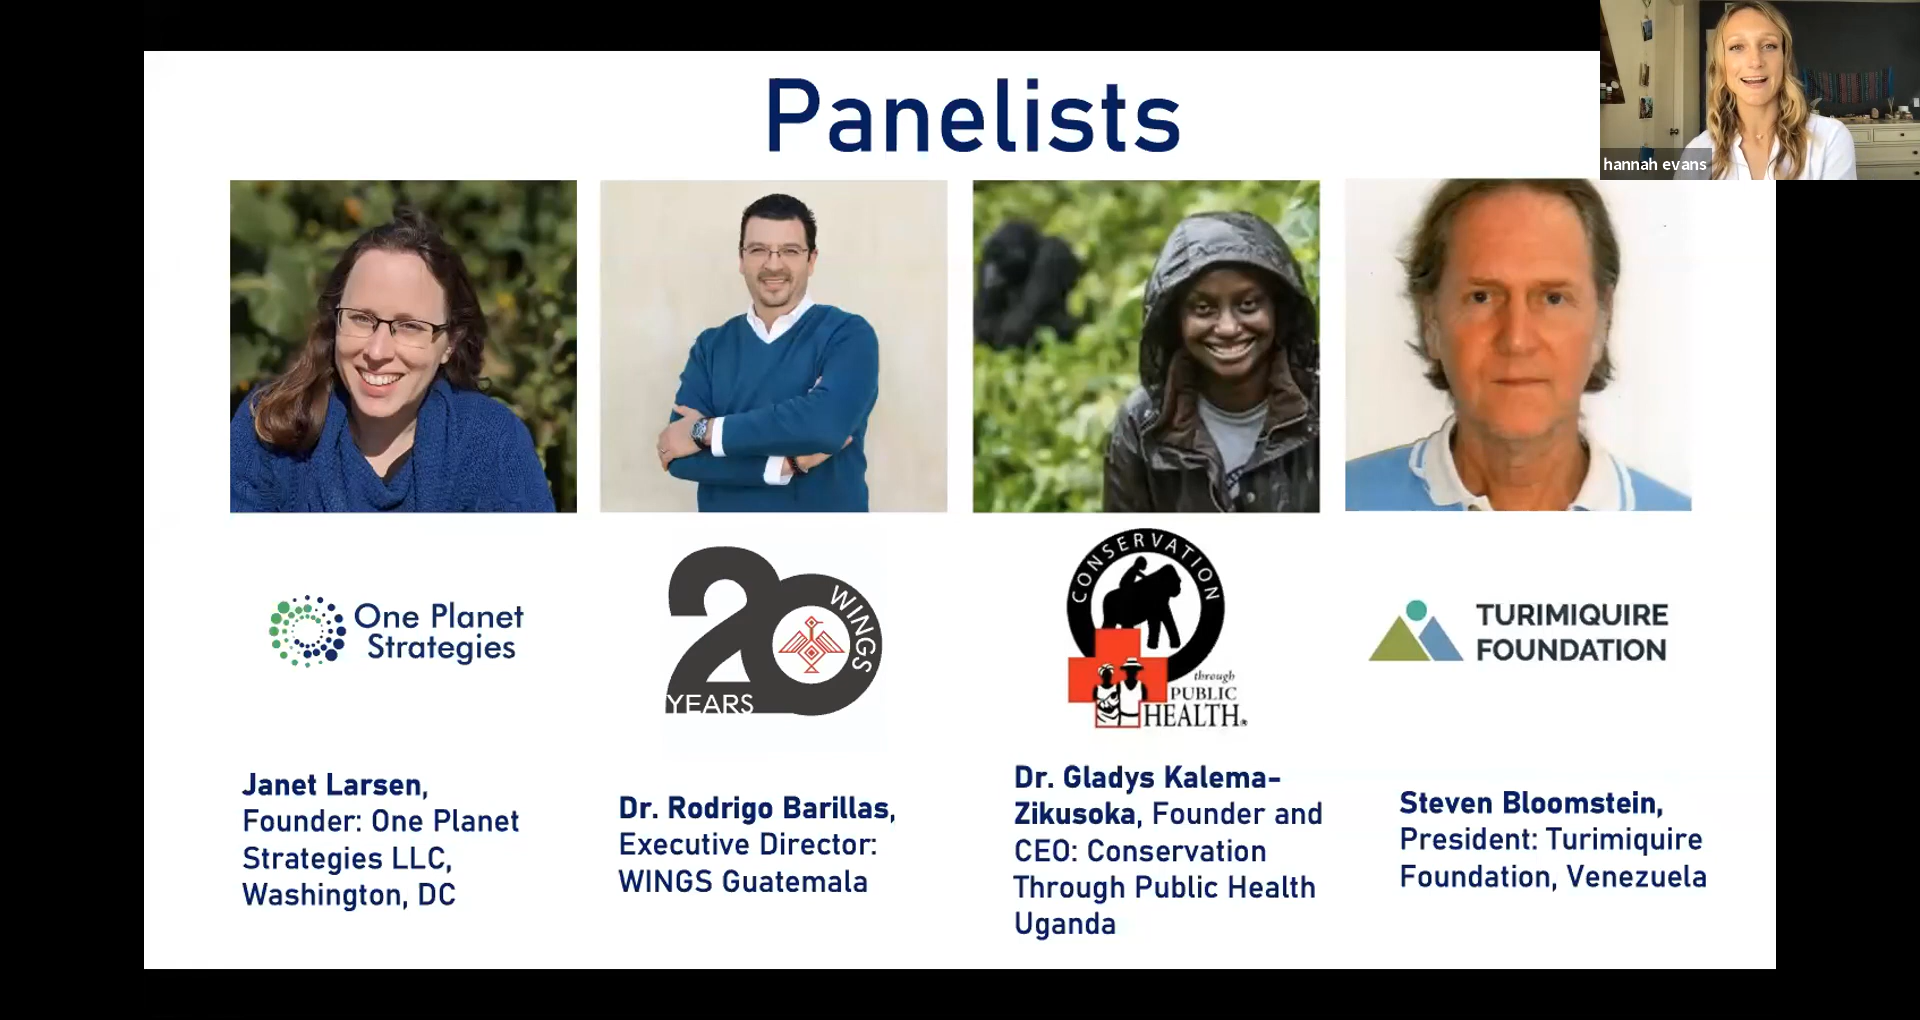 Panelists
hannah evans
One Planet
Strategies
20
WINGS
YEARS
CONSERVATION
through
PUBLIC
HEALTH®
TURIMIQUIRE
FOUNDATION
Janet Larsen,
Founder: One Planet
Strategies LLC,
Washington, DC
Dr. Rodrigo Barillas,
Executive Director:
WINGS Guatemala
Dr. Gladys Kalema-
Zikusoka, Founder and
CEO: Conservation
Through Public Health
Uganda
Steven Bloomstein,
President: Turimiquire
Foundation, Venezuela